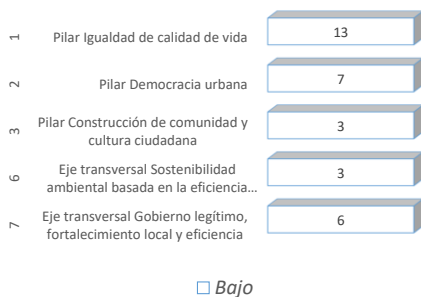 1 Pilar Igualdad de calidad de vida 13
2 Pilar Democracia urbana 7
3 Pilar Construcción de comunidad y
cultura ciudadana 3
6 Eje transversal Sostenibilidad
ambiental basada en la eficiencia… 3
7 Eje transversal Gobierno legítimo,
fortalecimiento local y eficiencia 6
Bajo